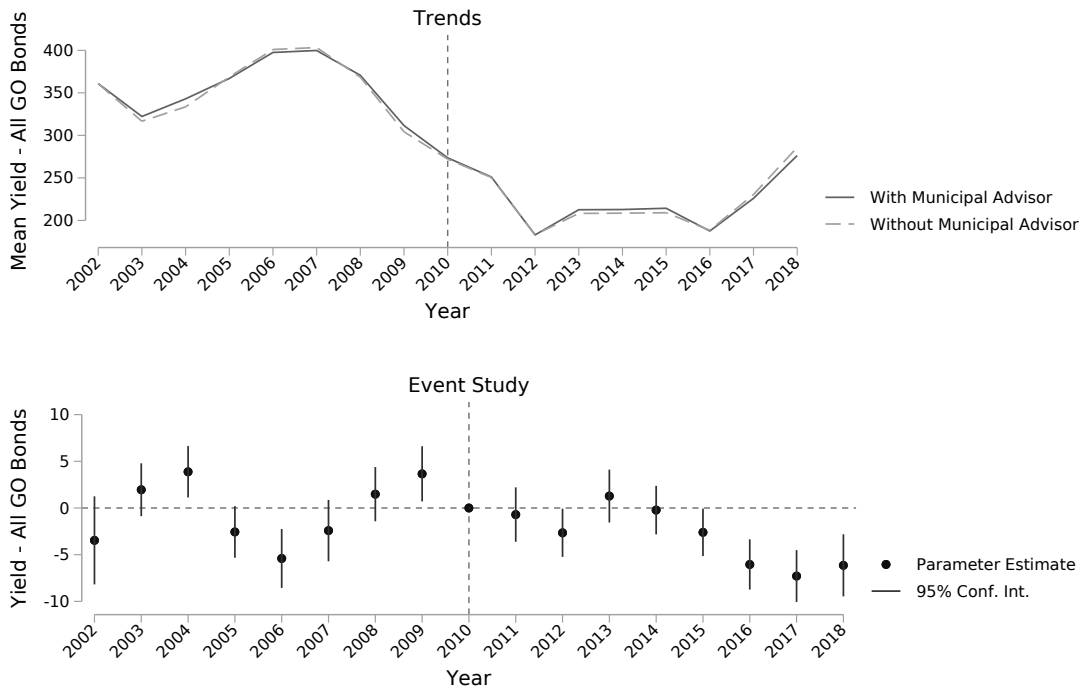 Trends
Mean Yield - All GO Bonds
400
350
300
250
200
2002 2003 2004 2005 2006 2007 2008 2009 2010 2011 2012 2013 2014 2015 2016 2017 2018
Year
With Municipal Advisor
Without Municipal Advisor
Event Study
Yield - All GO Bonds
10
5
0
-5
-10
2002 2003 2004 2005 2006 2007 2008 2009 2010 2011 2012 2013 2014 2015 2016 2017 2018
Year
Parameter Estimate
95% Conf. Int.